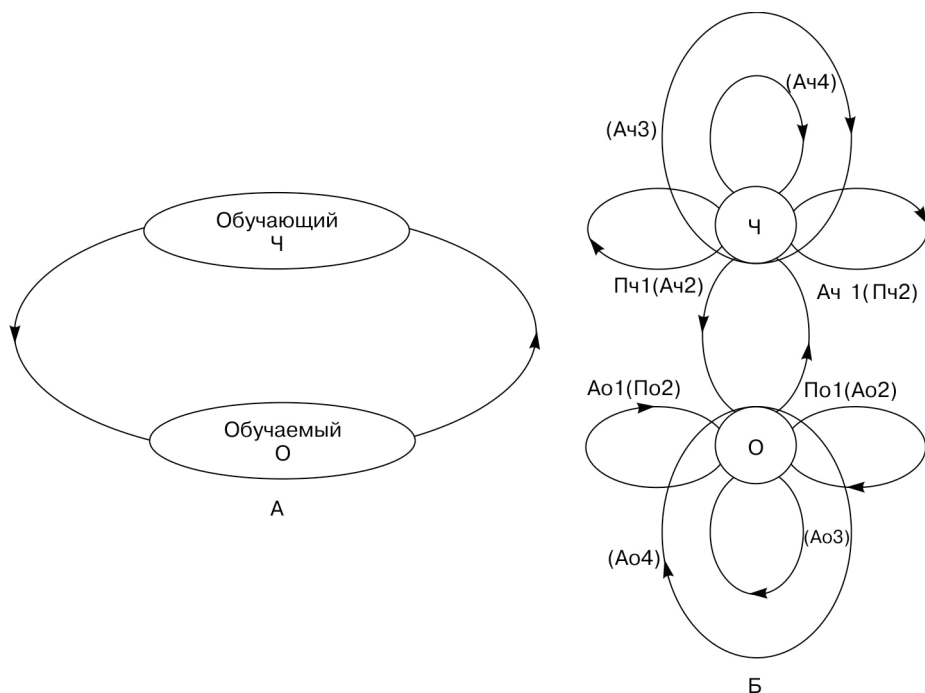 Обучающий
Ч
Обучаемый
О
А
(Ач4)
(Ач3)
Ч
Пч1(Ач2)
Ач 1(Пч2)
Ао1(По2)
По1(Ао2)
О
(Ао3)
(Ао4)
Б